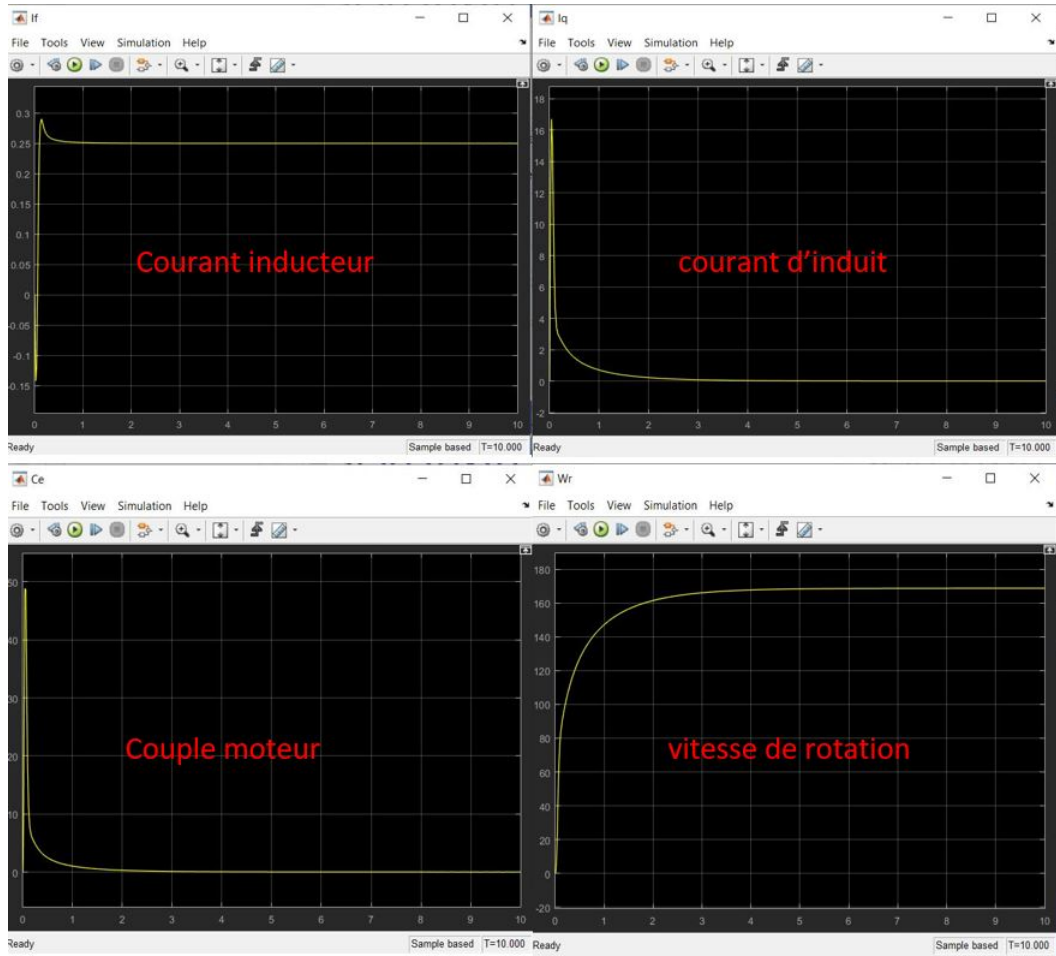 If
File Tools View Simulation Help
0.3
0.25
0.2
0.15
0.1
0.05
0
0.05
-0.1
0.15
Courant inducteur
0 1 2 3 4 5 6 7 8 9 10
Ready
Sample based T=10.000
Iq
File Tools View Simulation Help
18
16
14
12
10
8
6
4
2
0
-2
courant d'induit
0 1 2 3 4 5 6 7 8 9 10
Ready
Sample based T=10.000
Ce
File Tools View Simulation Help
50
40
30
20
10
0
Couple moteur
0 1 2 3 4 5 6 7 8 9 10
Ready
Sample based T=10.000
Wr
File Tools View Simulation Help
180
160
140
120
100
80
60
40
20
0
-20
vitesse de rotation
0 1 2 3 4 5 6 7 8 9 10
Ready
Sample based T=10.000